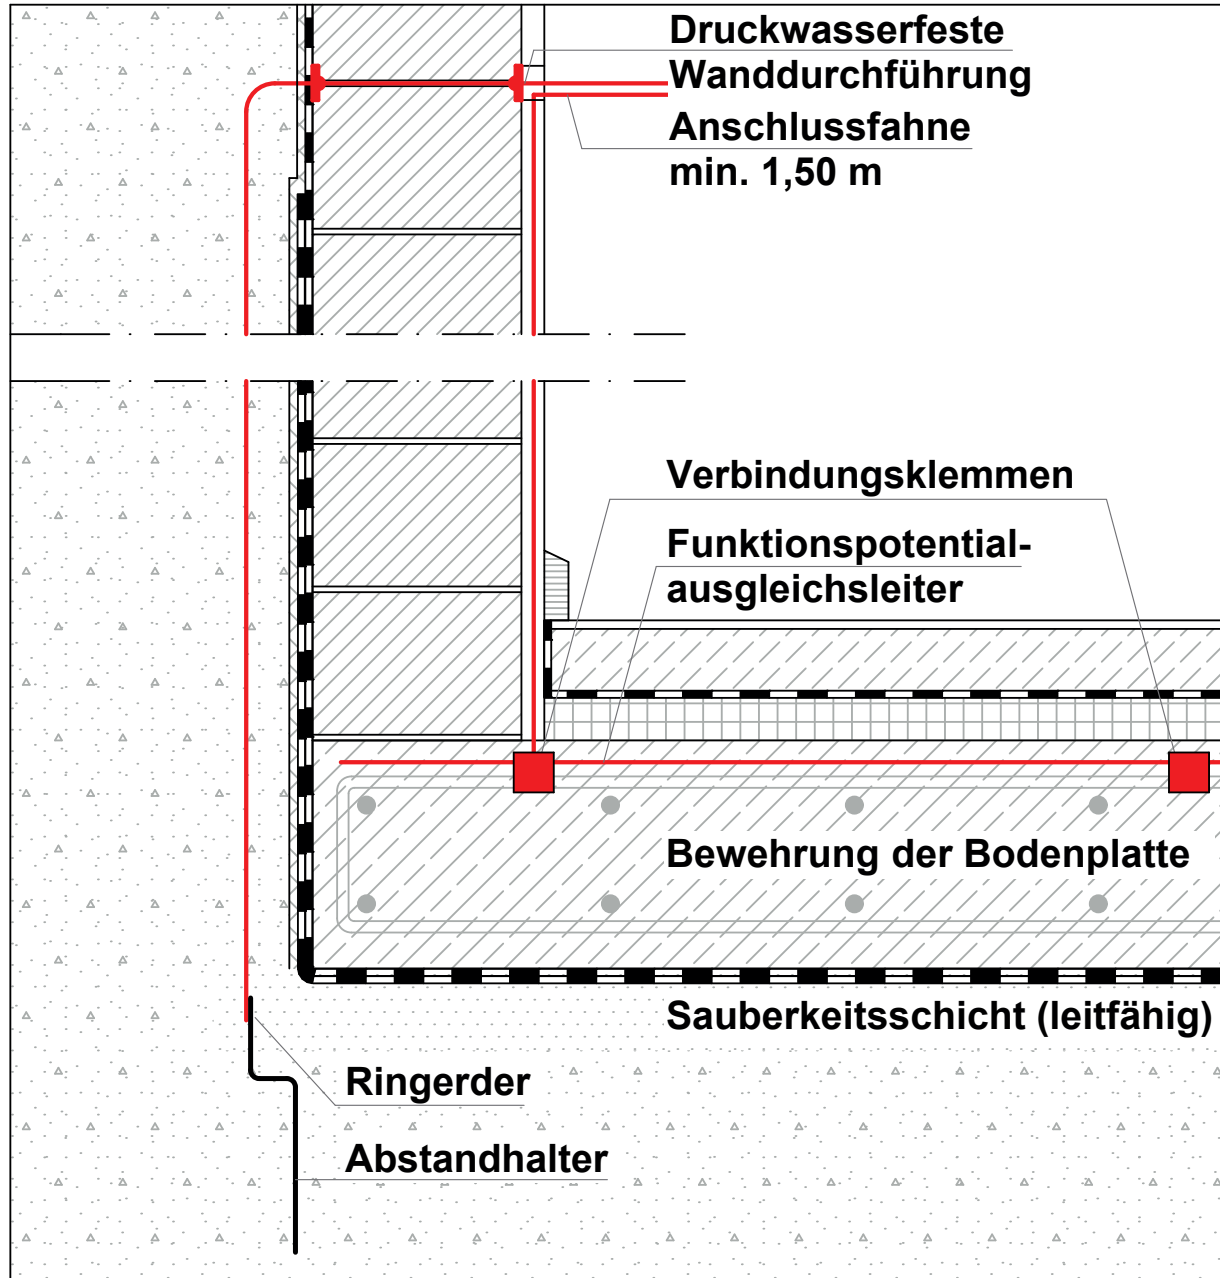 Druckwasserfeste
Wanddurchführung
Anschlussfahne
min. 1,50 m
Verbindungsklemmen
Funktionspotential-
ausgleichsleiter
Bewehrung der Bodenplatte
Sauberkeitsschicht (leitfähig)
Ringerder
Abstandhalter